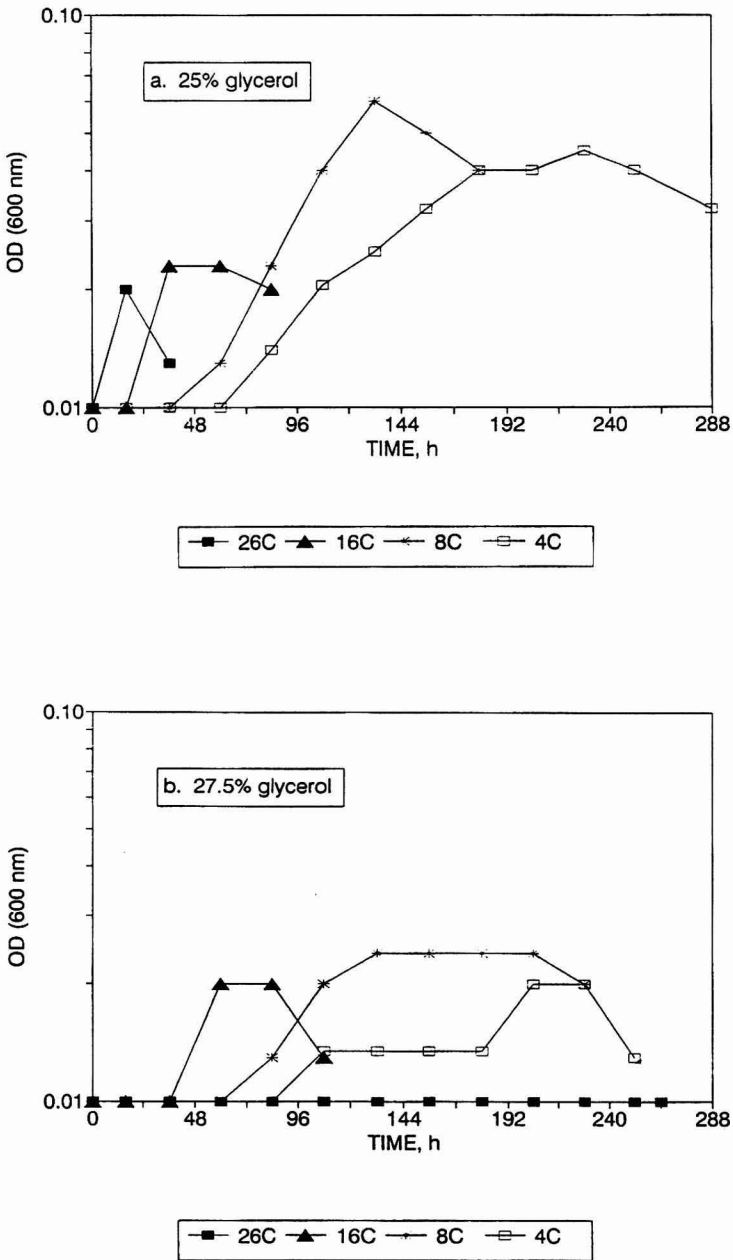 0.10
a. 25% glycerol
OD (600 nm)
0.01
0 48 96 144 192 240 288
TIME, h
26C 16C 8C 4C
0.10
b. 27.5% glycerol
OD (600 nm)
0.01
0 48 96 144 192 240 288
TIME, h
26C 16C 8C 4C